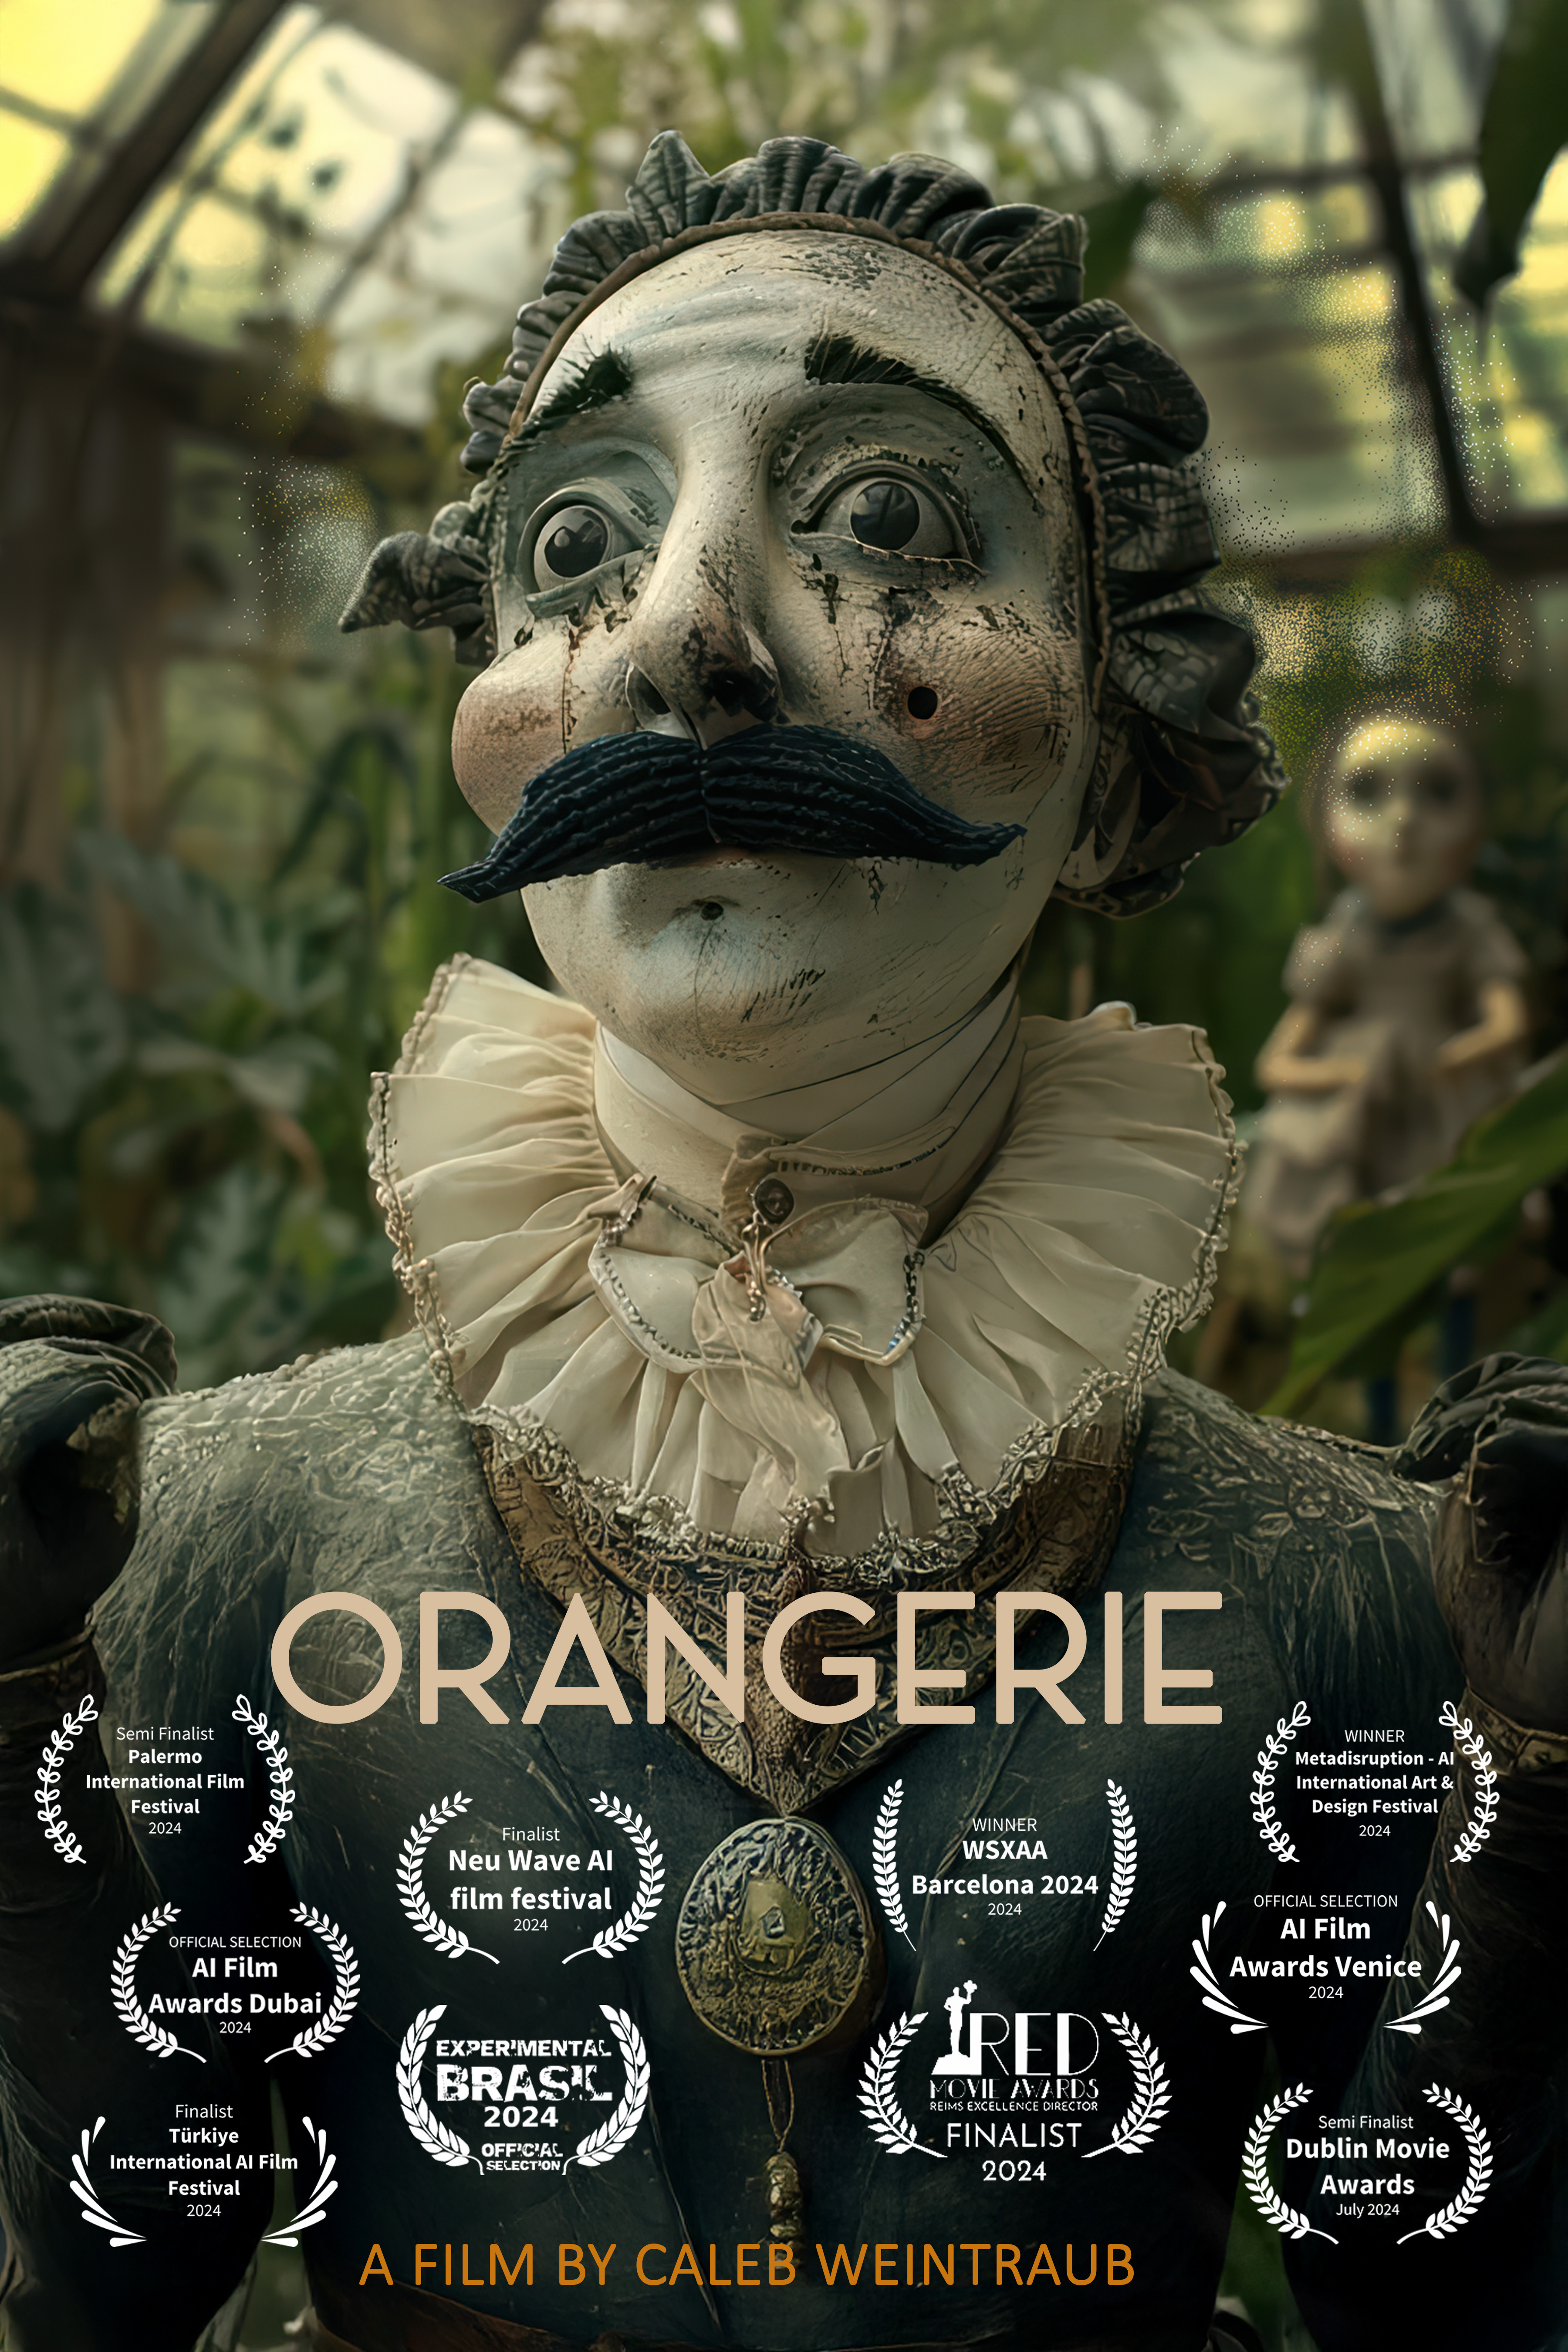 ORANGERIE
Semi Finalist
Palermo
International Film
Festival
2024
Finalist
Neu Wave AI
film festival
2024
WINNER
WSXAA
Barcelona 2024
2024
WINNER
Metadisruption - AI
International Art &
Design Festival
2024
OFFICIAL SELECTION
AI Film
Awards Dubai
2024
EXPERIMENTAL
BRASIL
2024
OFFICIAL
SELECTION
RED
MOVIE AWARDS
REIMS EXCELLENCE DIRECTOR
FINALIST
2024
OFFICIAL SELECTION
AI Film
Awards Venice
2024
Finalist
Türkiye
International AI Film
Festival
2024
Semi Finalist
Dublin Movie
Awards
July 2024
A FILM BY CALEB WEINTRAUB